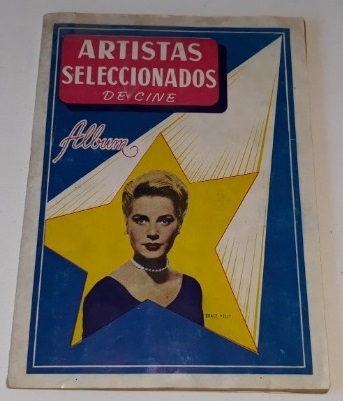 ARTISTAS
SELECCIONADOS
DE CINE
Album